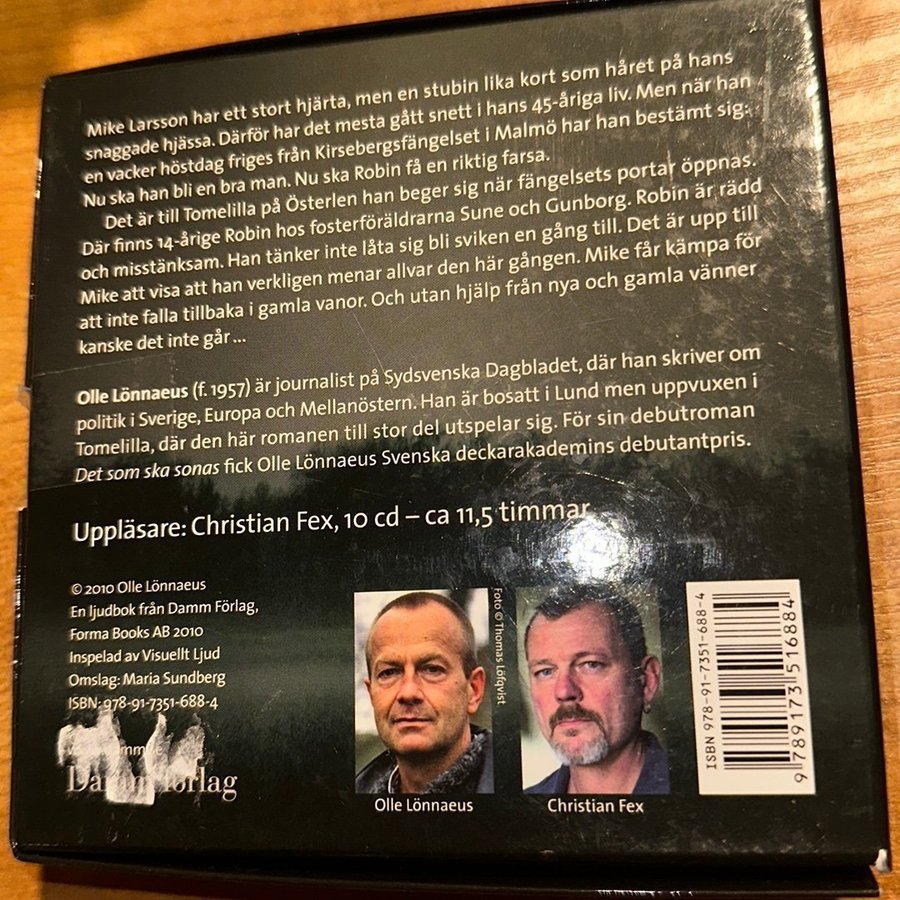 Mike Larsson har ett stort hjärta, men en stubin lika kort som håret på hans
snaggade hjässa. Därför har det mesta gått snett i hans 45-åriga liv. Men när han
en vacker höstdag friges från Kirsebergsfängelset i Malmö har han bestämt sig:
Nu ska han bli en bra man. Nu ska Robin få en riktig farsa.
Det är till Tomelilla på Österlen han beger sig när fängelsets portar öppnas.
Där finns 14-årige Robin hos fosterföräldrarna Sune och Gunborg. Robin är rädd
och misstänksam. Han tänker inte låta sig bli sviken en gång till. Det är upp till
Mike att visa att han verkligen menar allvar den här gången. Mike får kämpa för
att inte falla tillbaka i gamla vanor. Och utan hjälp från nya och gamla vänner
kanske det inte går ...
Olle Lönnaeus (f. 1957) är journalist på Sydsvenska Dagbladet, där han skriver om
politik i Sverige, Europa och Mellanöstern. Han är bosatt i Lund men uppvuxen i
Tomelilla, där den här romanen till stor del utspelar sig. För sin debutroman
Det som ska sonas fick Olle Lönnaeus Svenska deckarakademins debutantpris.
Uppläsare: Christian Fex, 10 cd – ca 11,5 timmar
© 2010 Olle Lönnaeus
En ljudbok från Damm Förlag,
Forma Books AB 2010
Inspelad av Visuellt Ljud
Omslag: Maria Sundberg
ISBN: 978-91-7351-688-4
Damm Förlag
Foto © Thomas Löfqvist
Olle Lönnaeus
Christian Fex
ISBN 978-91-7351-688-4
9 789173 516884